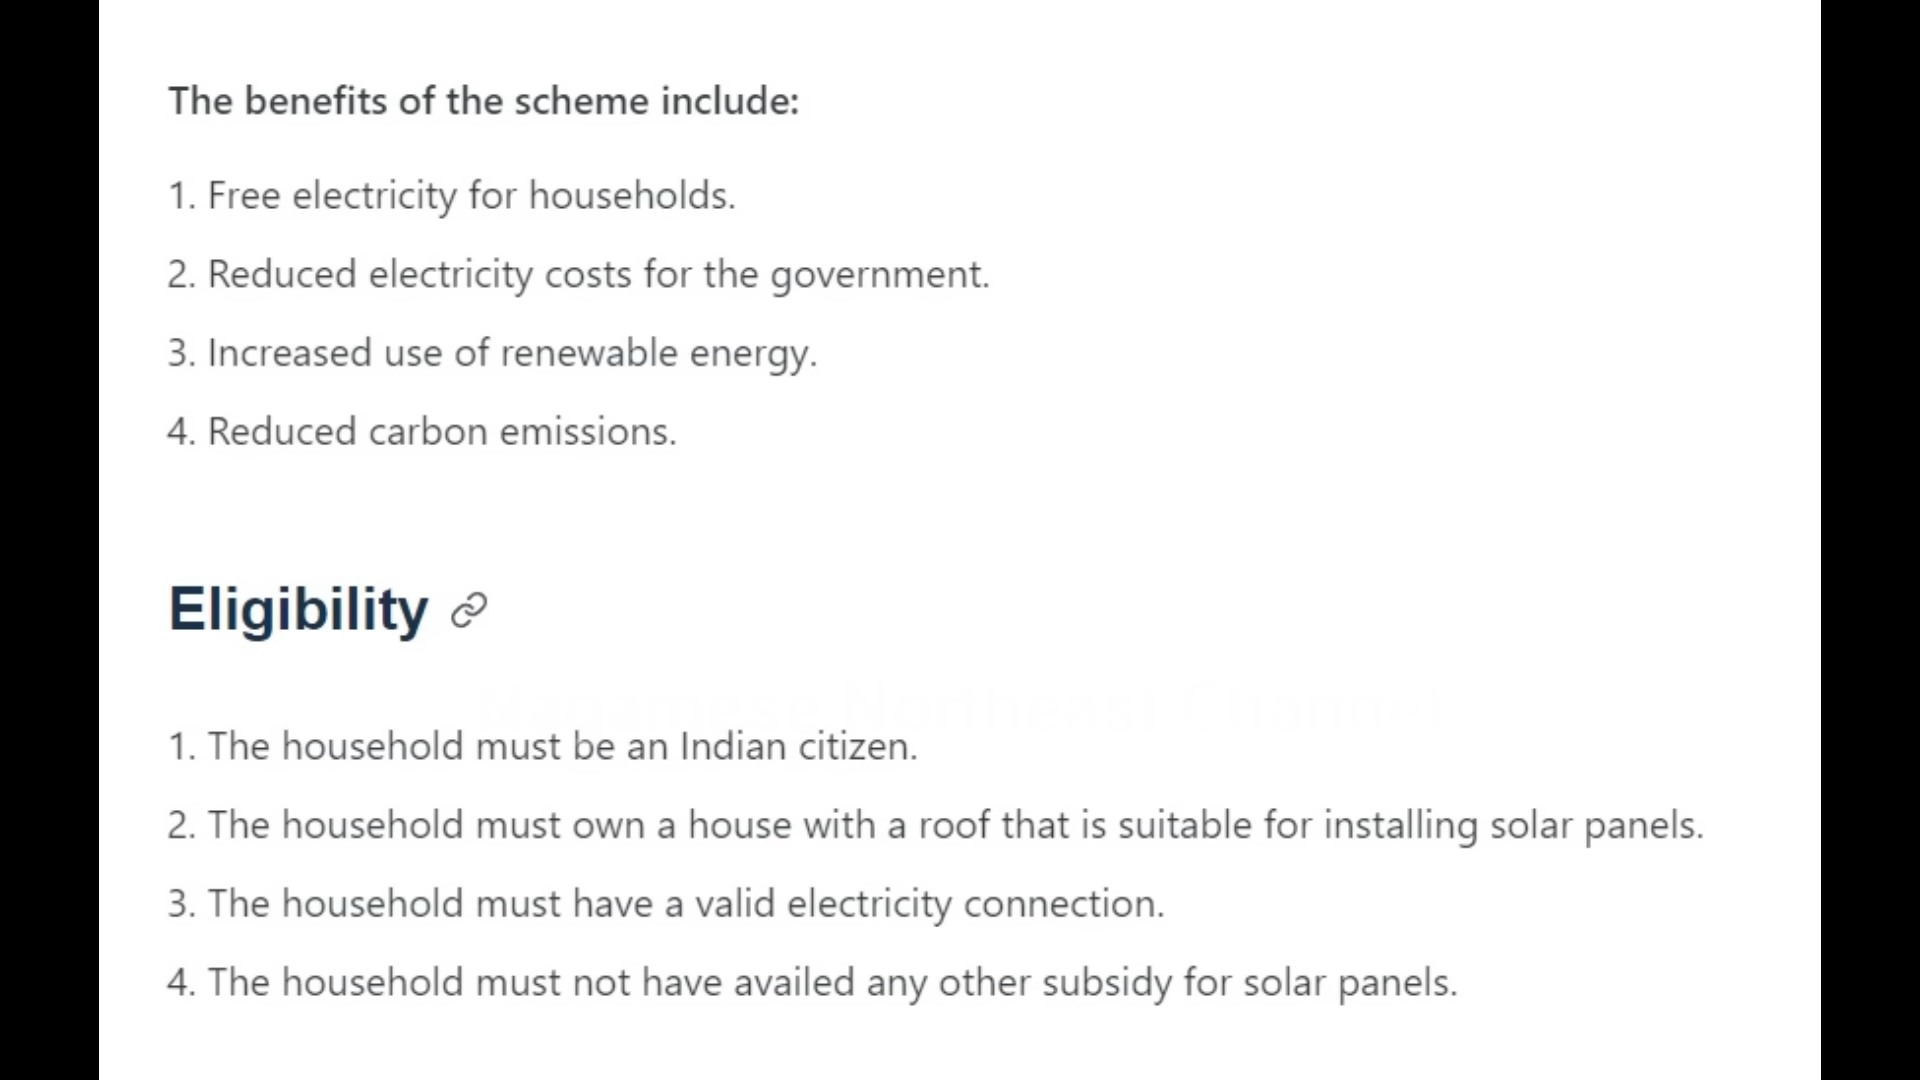 The benefits of the scheme include:
1. Free electricity for households.
2. Reduced electricity costs for the government.
3. Increased use of renewable energy.
4. Reduced carbon emissions.
Eligibility
1. The household must be an Indian citizen.
2. The household must own a house with a roof that is suitable for installing solar panels.
3. The household must have a valid electricity connection.
4. The household must not have availed any other subsidy for solar panels.